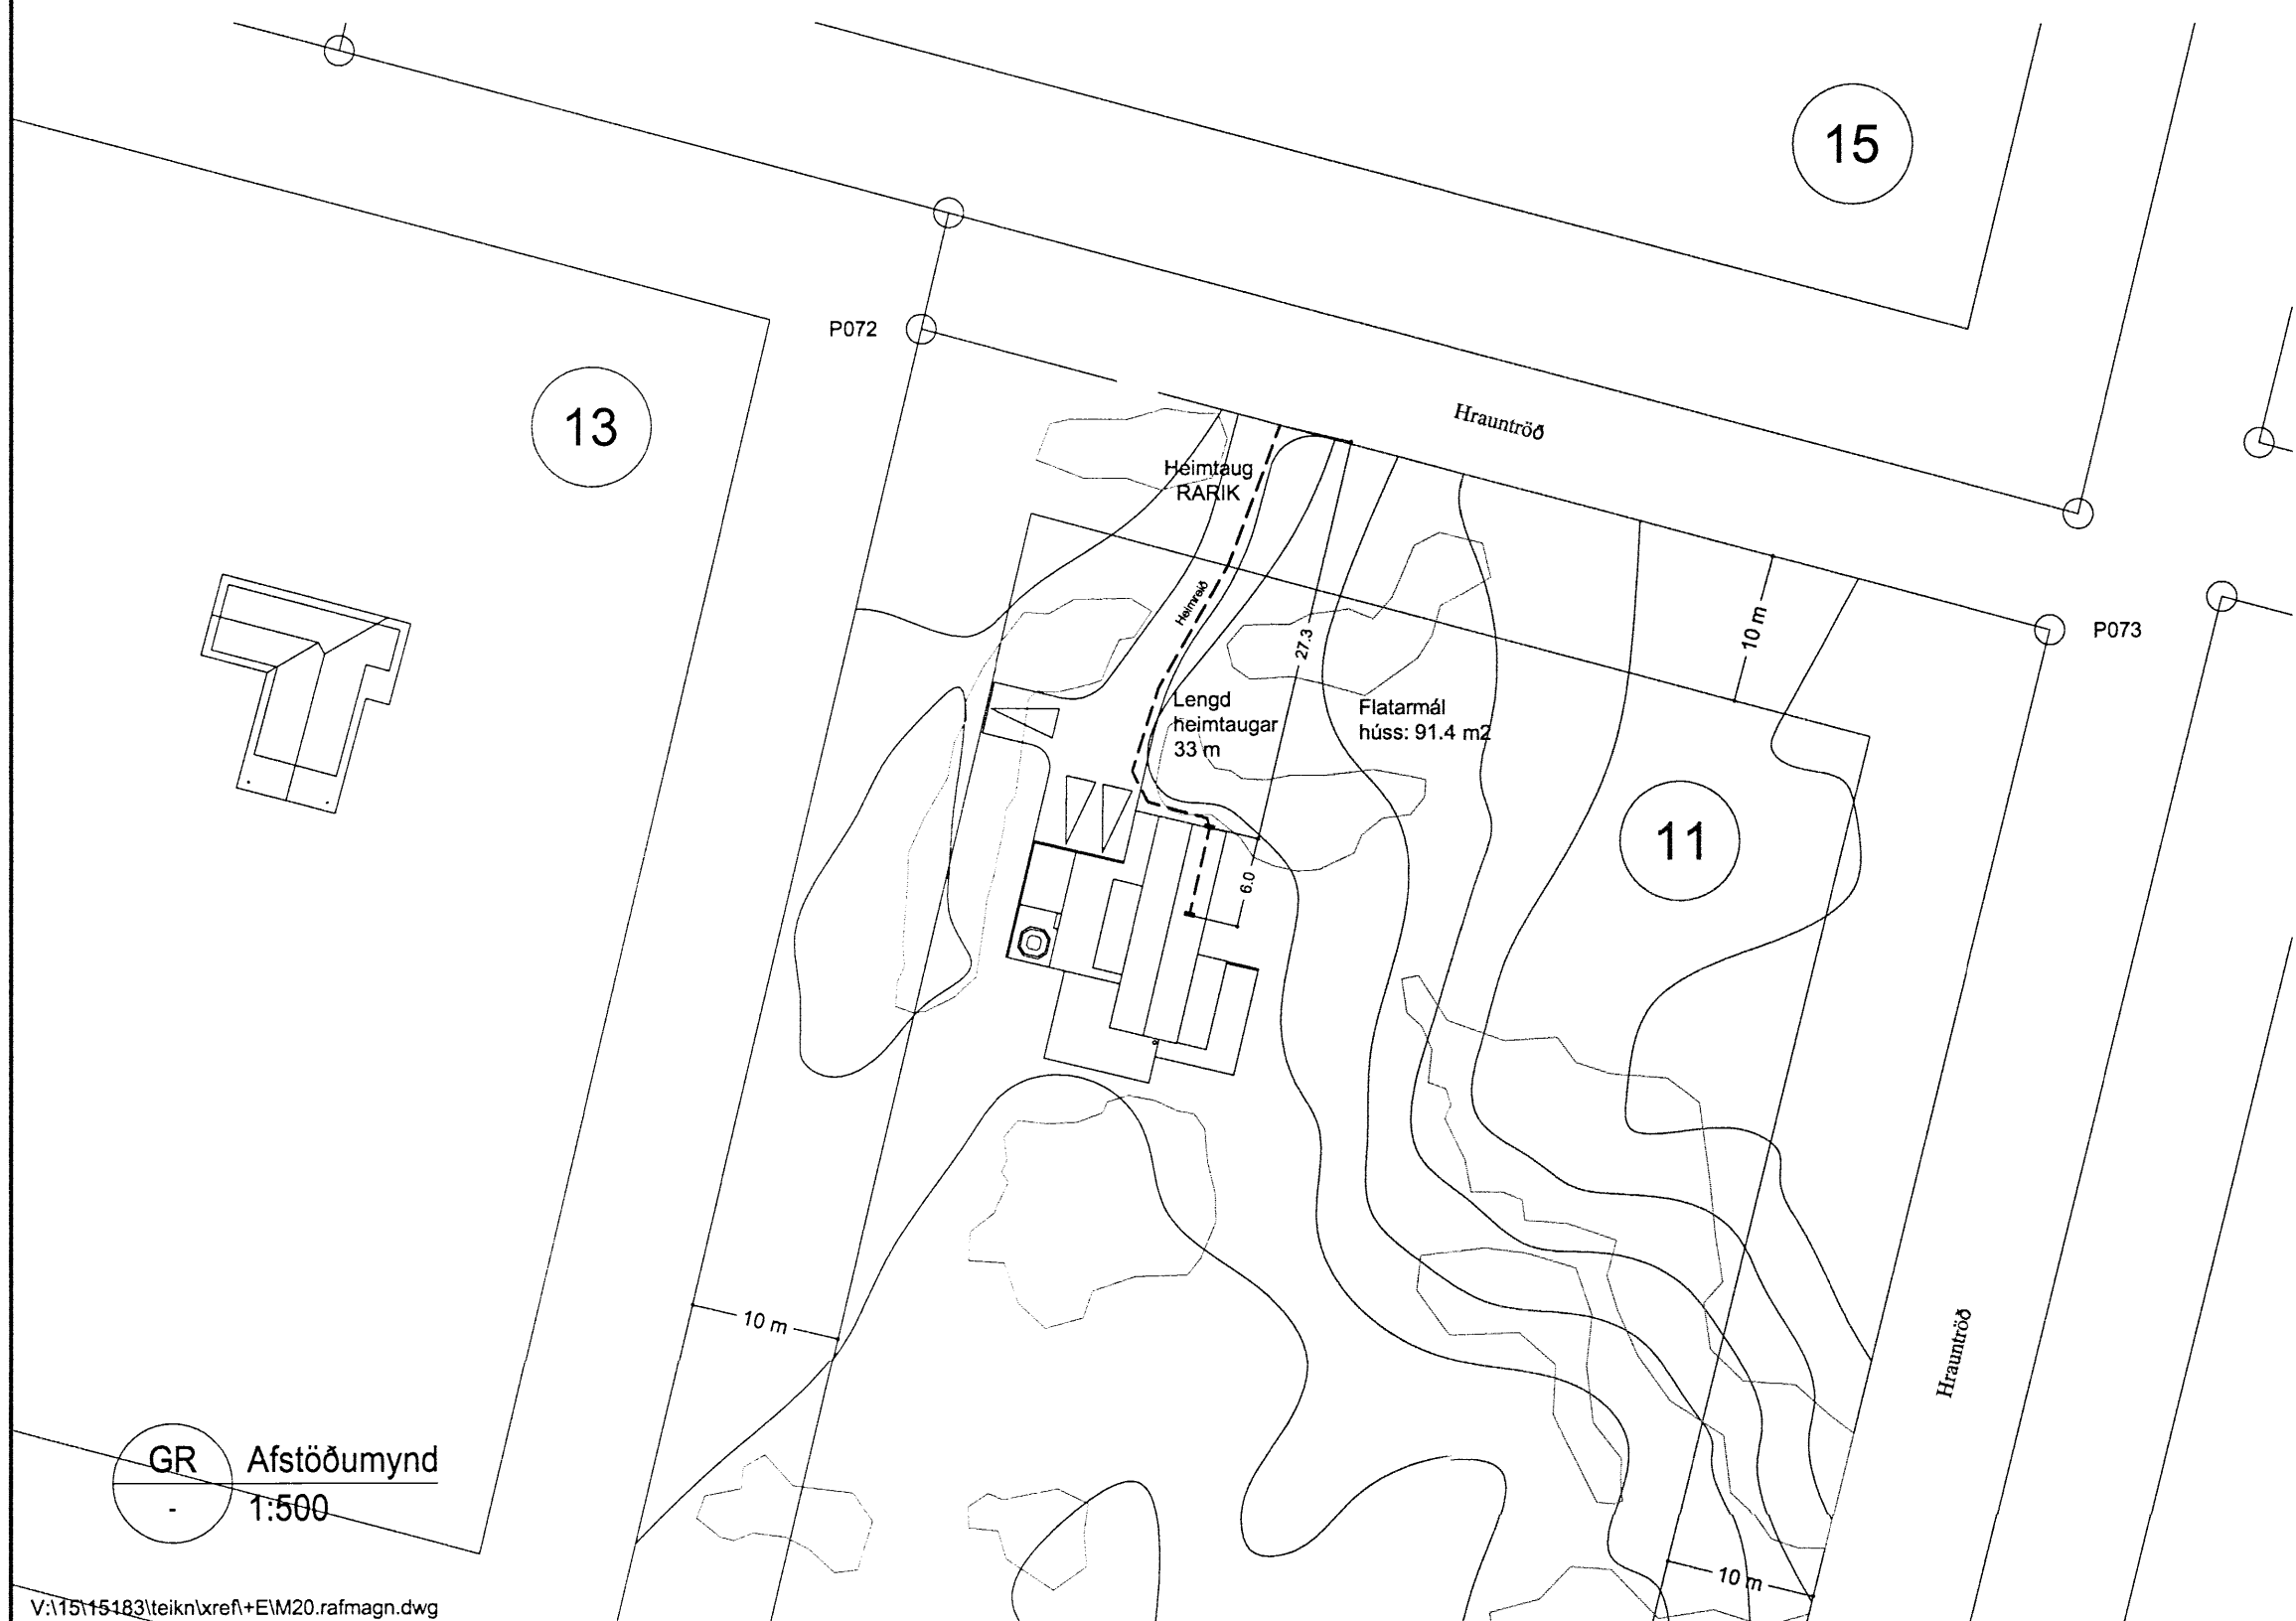 15
P072
13
Hrauntröð
Heimtaug
RARIK
Heimreið
27.3
10 m
P073
Lengd
heimtaugar
33 m
Flatarmál
húss: 91.4 m2
11
6.0
10 m
Hrauntröð
GR
Afstöðumynd
-
1:500
10 m
V:\15\15183\teikn\xref\+E\M20.rafmagn.dwg